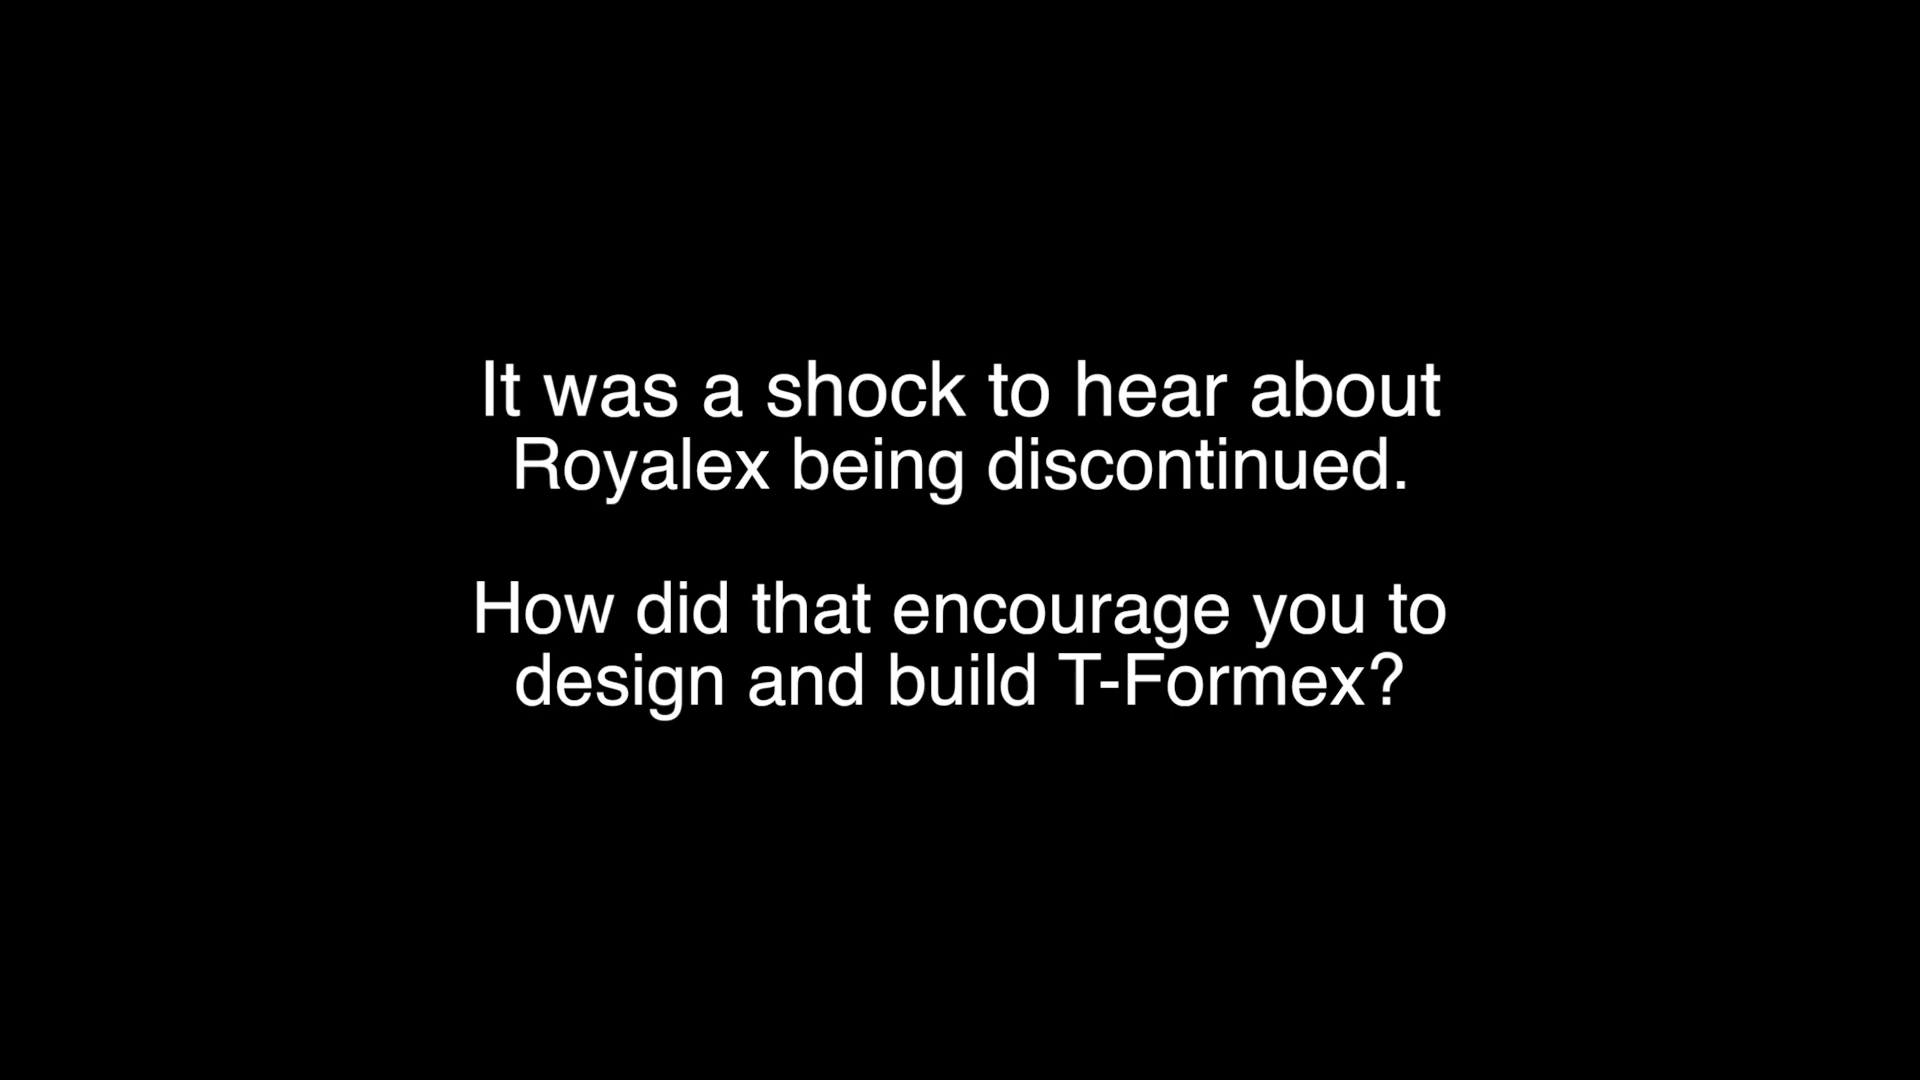 It was a shock to hear about
Royalex being discontinued.
How did that encourage you to
design and build T-Formex?